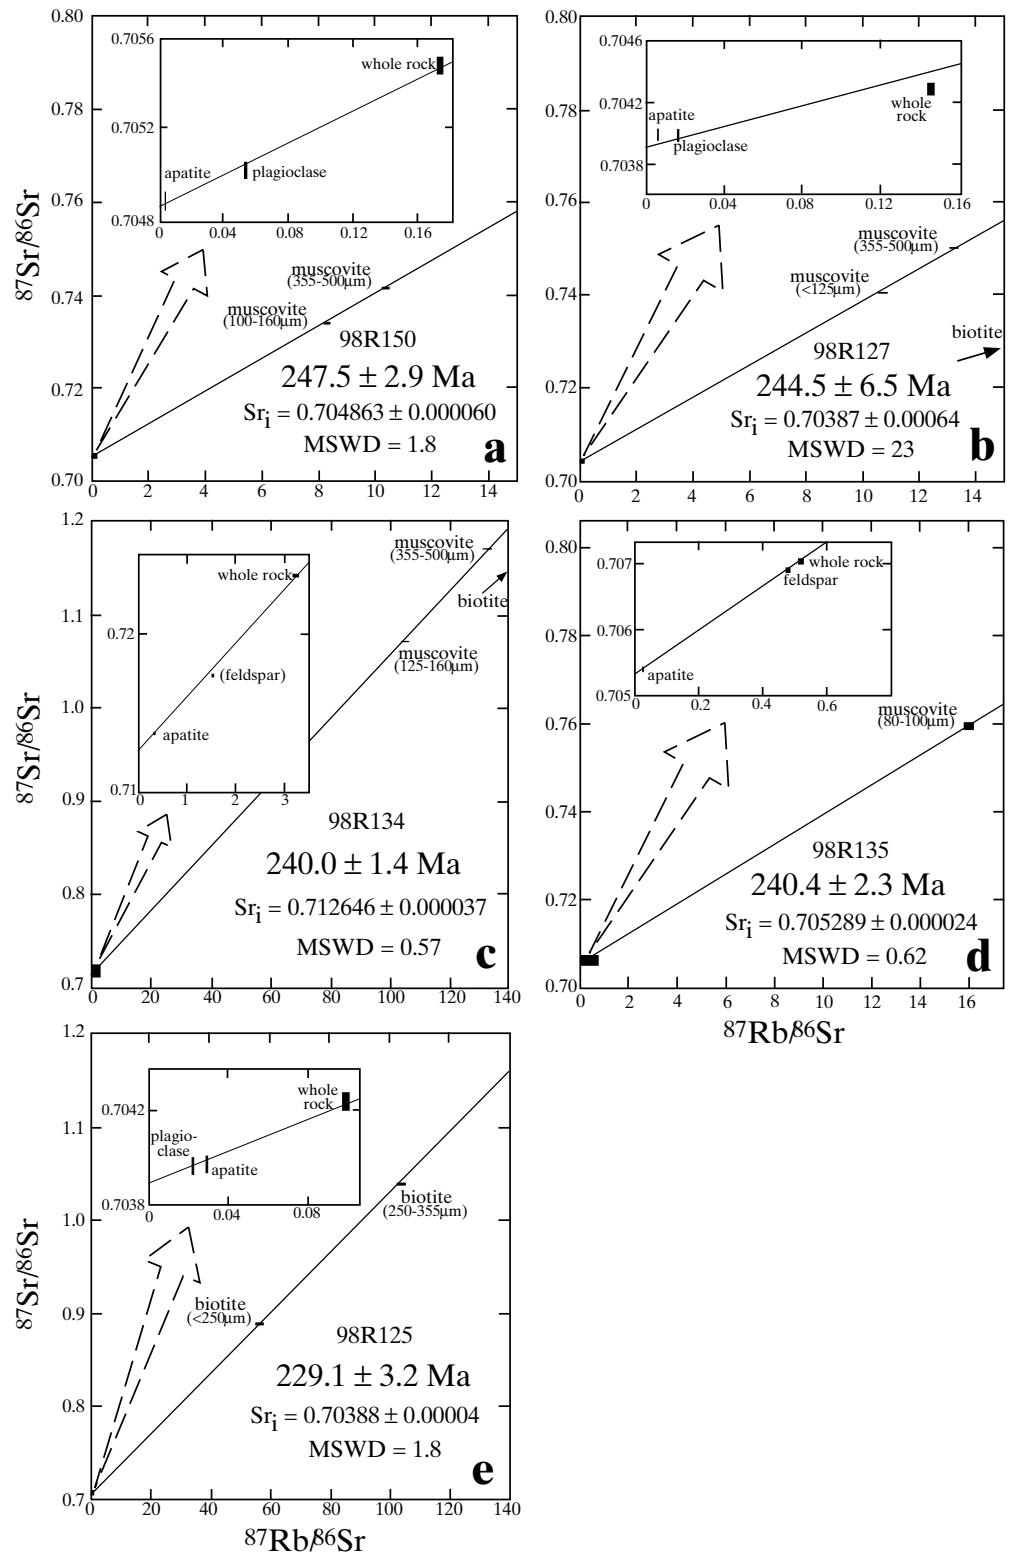 0.80
0.78
0.76
0.74
0.72
0.70
87Sr/86Sr
0.7056
0.7052
0.7048
0 0.04 0.08 0.12 0.16
whole rock
plagioclase
apatite
muscovite
(355-500µm)
muscovite
(100-160µm)
98R150
247.5 ± 2.9 Ma
Sri = 0.704863 ± 0.000060
MSWD = 1.8
a
0 2 4 6 8 10 12 14
0.80
0.78
0.76
0.74
0.72
0.70
0.7046
0.7042
0.7038
0 0.04 0.12 0.16
apatite
plagioclase
whole
rock
muscovite
(355-500µm)
muscovite
(<125µm)
biotite
98R127
244.5 ± 6.5 Ma
Sri = 0.70387 ± 0.00064
MSWD = 23
b
0 2 4 6 8 10 12 14
1.2
1.1
1.0
0.9
0.8
0.7
87Sr/86Sr
0.72
0.71
0 1 2 3
whole rock
(feldspar)
apatite
muscovite
(355-500µm)
biotite
muscovite
(125-160µm)
98R134
240.0 ± 1.4 Ma
Sri = 0.712646 ± 0.000037
MSWD = 0.57
c
0 20 40 60 80 100 120 140
0.80
0.78
0.76
0.74
0.72
0.70
0.707
0.706
0.705
0 0.2 0.4 0.6
whole rock
feldspar
apatite
muscovite
(80-100µm)
98R135
240.4 ± 2.3 Ma
Sri = 0.705289 ± 0.000024
MSWD = 0.62
d
2 4 6 8 10 12 14 16
0
87Rb/86Sr
1.2
1.1
1.0
0.9
0.8
0.7
87Sr/86Sr
0.7042
0.7038
0 0.04 0.08
whole
rock
plagio-
clase
apatite
biotite
(250-355µm)
biotite
(<250µm)
98R125
229.1 ± 3.2 Ma
Sri = 0.70388 ± 0.00004
MSWD = 1.8
e
0 20 40 60 80 100 120 140
87Rb/86Sr